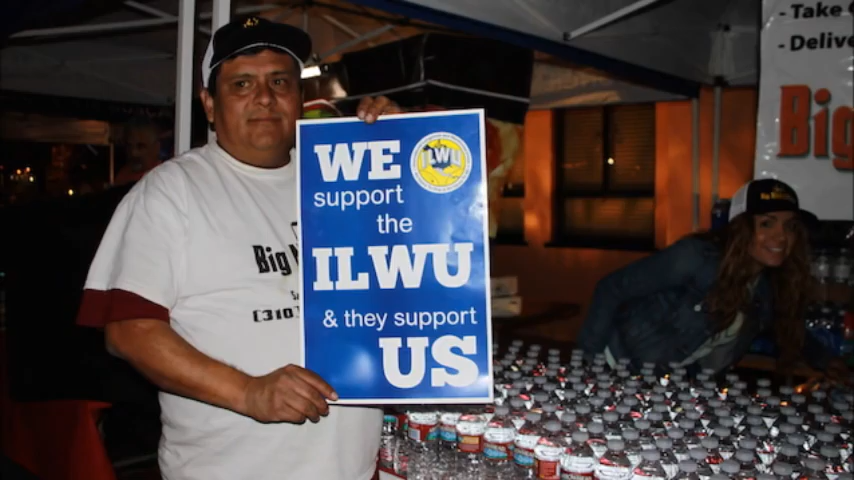 WE
ILWU
support
the
ILWU
& they support
US
Big
[310]
- Take
- Delive
Big